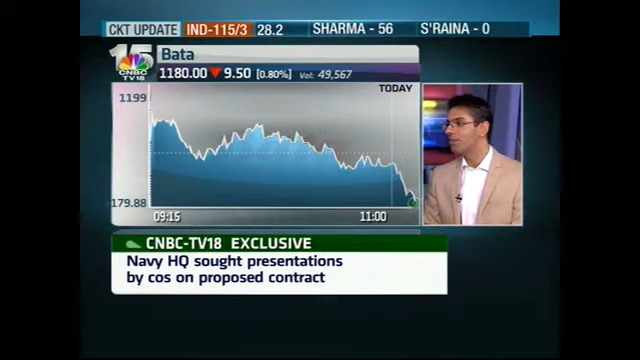 CKT UPDATE IND-115/3 28.2 SHARMA - 56 S'RAINA - 0
15
CNBC
TV18
Bata
1180.00 ▼ 9.50 [0.80%] Vol: 49,567
TODAY
1199
179.88
09:15 11:00
CNBC-TV18 EXCLUSIVE
Navy HQ sought presentations
by cos on proposed contract